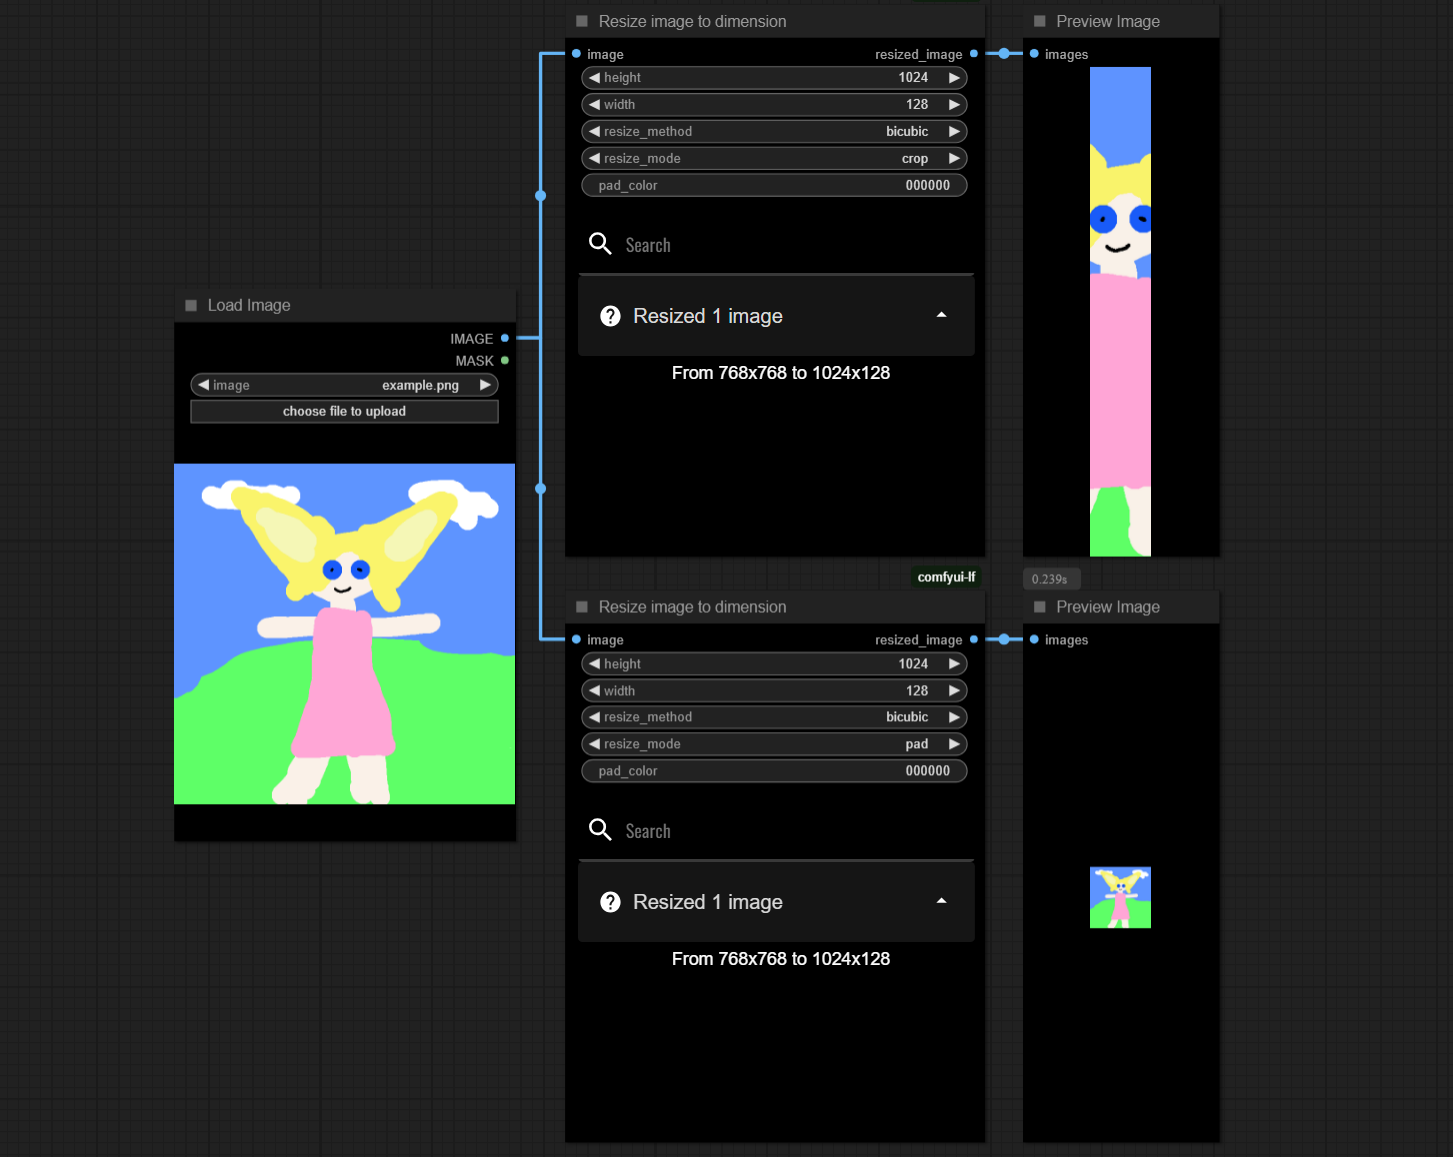 Resize image to dimension
image
resized_image
height
1024
width
128
resize_method
bicubic
resize_mode
crop
pad_color
000000
Search
Resized 1 image
From 768x768 to 1024x128
Preview Image
images
Load Image
IMAGE
MASK
image
example.png
choose file to upload
comfyui-lf
0.239s
Resize image to dimension
image
resized_image
height
1024
width
128
resize_method
bicubic
resize_mode
pad
pad_color
000000
Search
Resized 1 image
From 768x768 to 1024x128
Preview Image
images